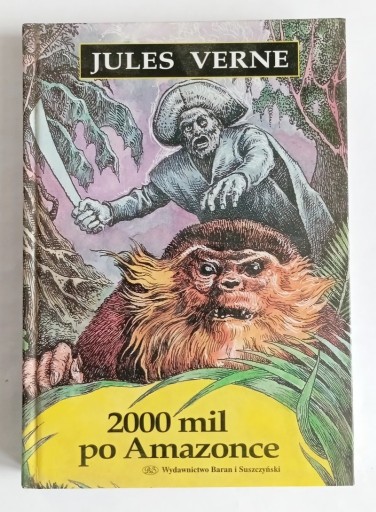 JULES VERNE
2000 mil
po Amazonce
Wydawnictwo Baran i Suszczyński